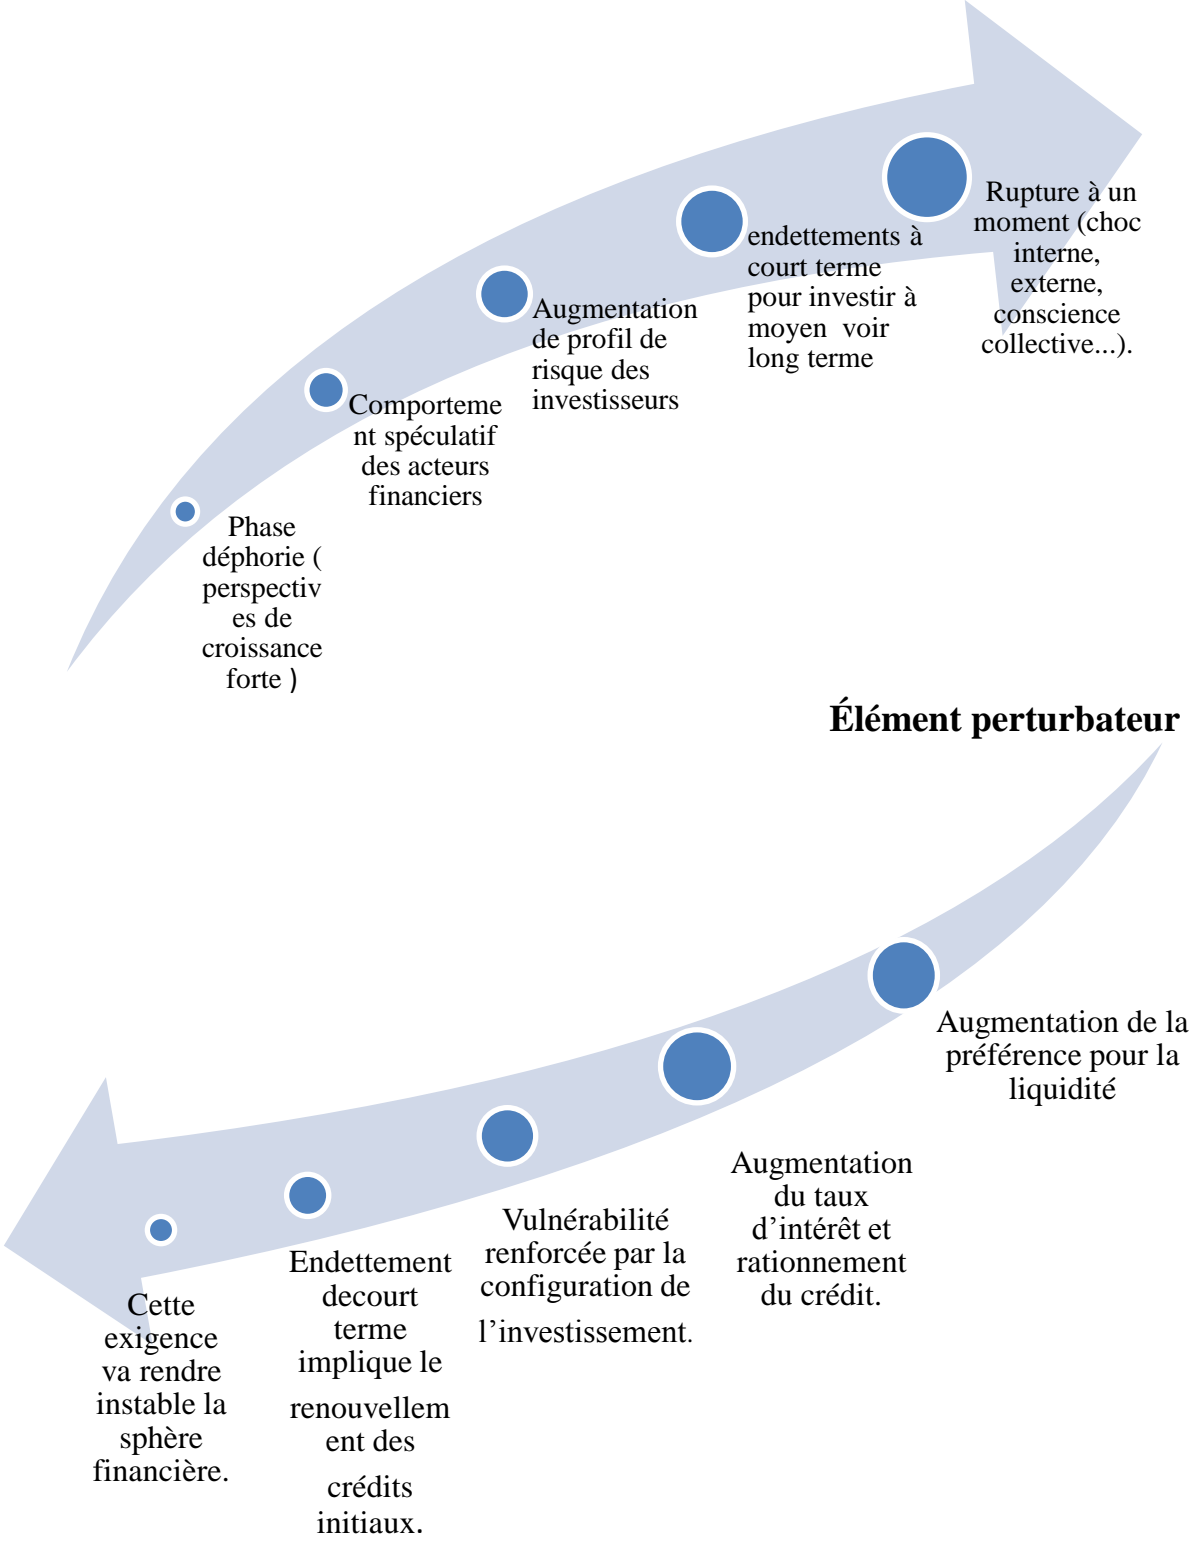 Phase
déphorie (
perspectiv
es de
croissance
forte )
Comporteme
nt spéculatif
des acteurs
financiers
Augmentation
de profil de
risque des
investisseurs
endettements à
court terme
pour investir à
moyen voir
long terme
Rupture à un
moment (choc
interne,
externe,
conscience
collective...).
Élément perturbateur
Augmentation de la
préférence pour la
liquidité
Augmentation
du taux
d’intérêt et
rationnement
du crédit.
Vulnérabilité
renforcée par la
configuration de
l’investissement.
Endettement
decourt
terme
implique le
renouvellem
ent des
crédits
initiaux.
Cette
exigence
va rendre
instable la
sphère
financière.